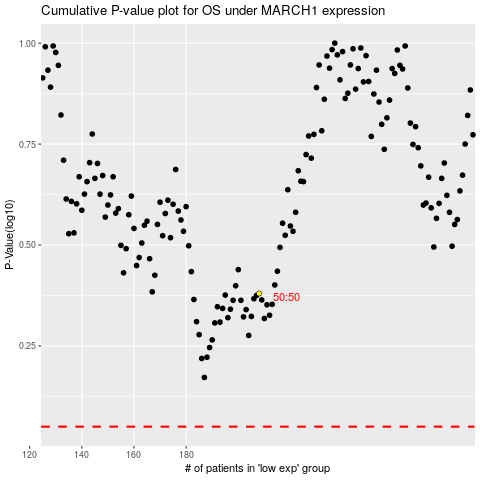 Cumulative P-value plot for OS under MARCH1 expression
P-Value(log10)
1.00
0.75
0.50
0.25
50:50
120 140 160 180
# of patients in 'low exp' group